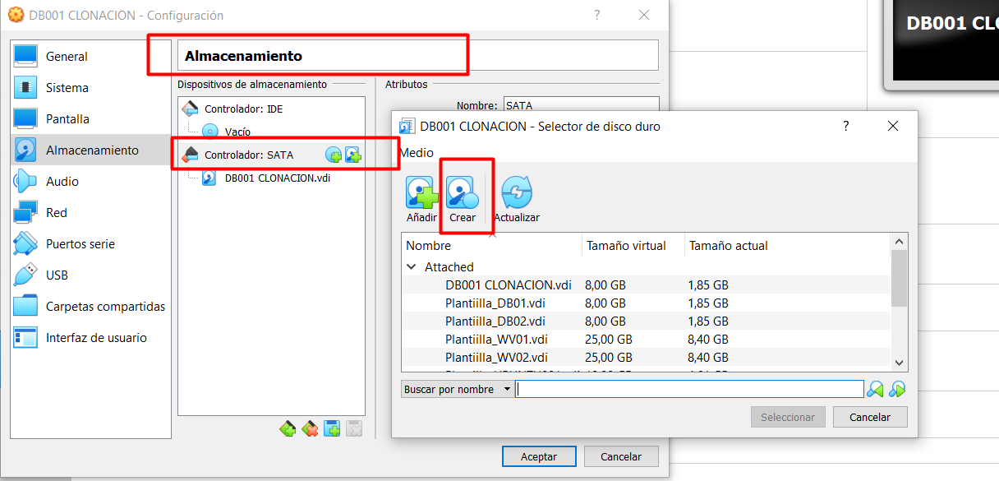 DB001 CLONACION - Configuración
?
DB001 CL
General
Sistema
Pantalla
Almacenamiento
Audio
Red
Puertos serie
USB
Carpetas compartidas
Interfaz de usuario
Almacenamiento
Dispositivos de almacenamiento
Controlador: IDE
Vacío
Controlador: SATA
DB001 CLONACION.vdi
Atributos
Nombre: SATA
DB001 CLONACION - Selector de disco duro
?
Medio
Añadir Crear Actualizar
Nombre Tamaño virtual Tamaño actual
Attached
DB001 CLONACION.vdi 8,00 GB 1,85 GB
Plantiilla_DB01.vdi 8,00 GB 1,85 GB
Plantiilla_DB02.vdi 8,00 GB 1,85 GB
Plantiilla_WV01.vdi 25,00 GB 8,40 GB
Plantiilla_WV02.vdi 25,00 GB 8,40 GB
Buscar por nombre
Seleccionar Cancelar
Aceptar Cancelar